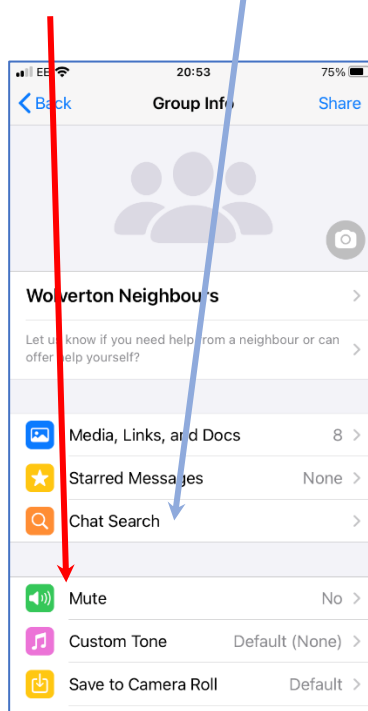 EE 20:53 75%
Back Group Info Share
Wolverton Neighbours
Let us know if you need help from a neighbour or can
offer help yourself?
Media, Links, and Docs 8
Starred Messages None
Chat Search
Mute No
Custom Tone Default (None)
Save to Camera Roll Default